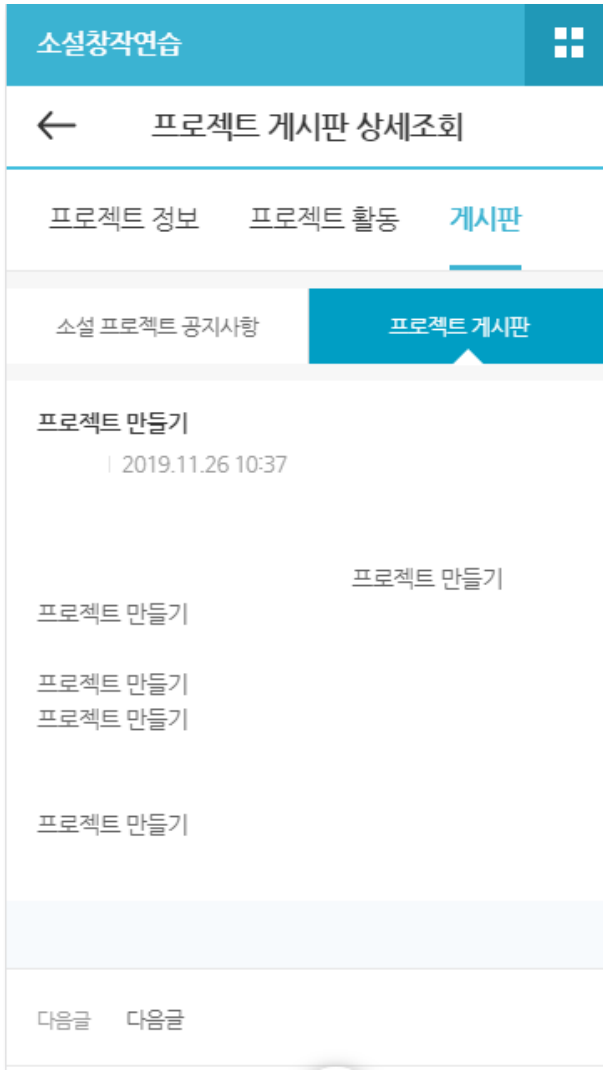 소설창작연습
프로젝트 게시판 상세조회
프로젝트 정보 프로젝트 활동 게시판
소설 프로젝트 공지사항 프로젝트 게시판
프로젝트 만들기
2019.11.26 10:37
프로젝트 만들기
프로젝트 만들기
프로젝트 만들기
프로젝트 만들기
프로젝트 만들기
다음글 다음글